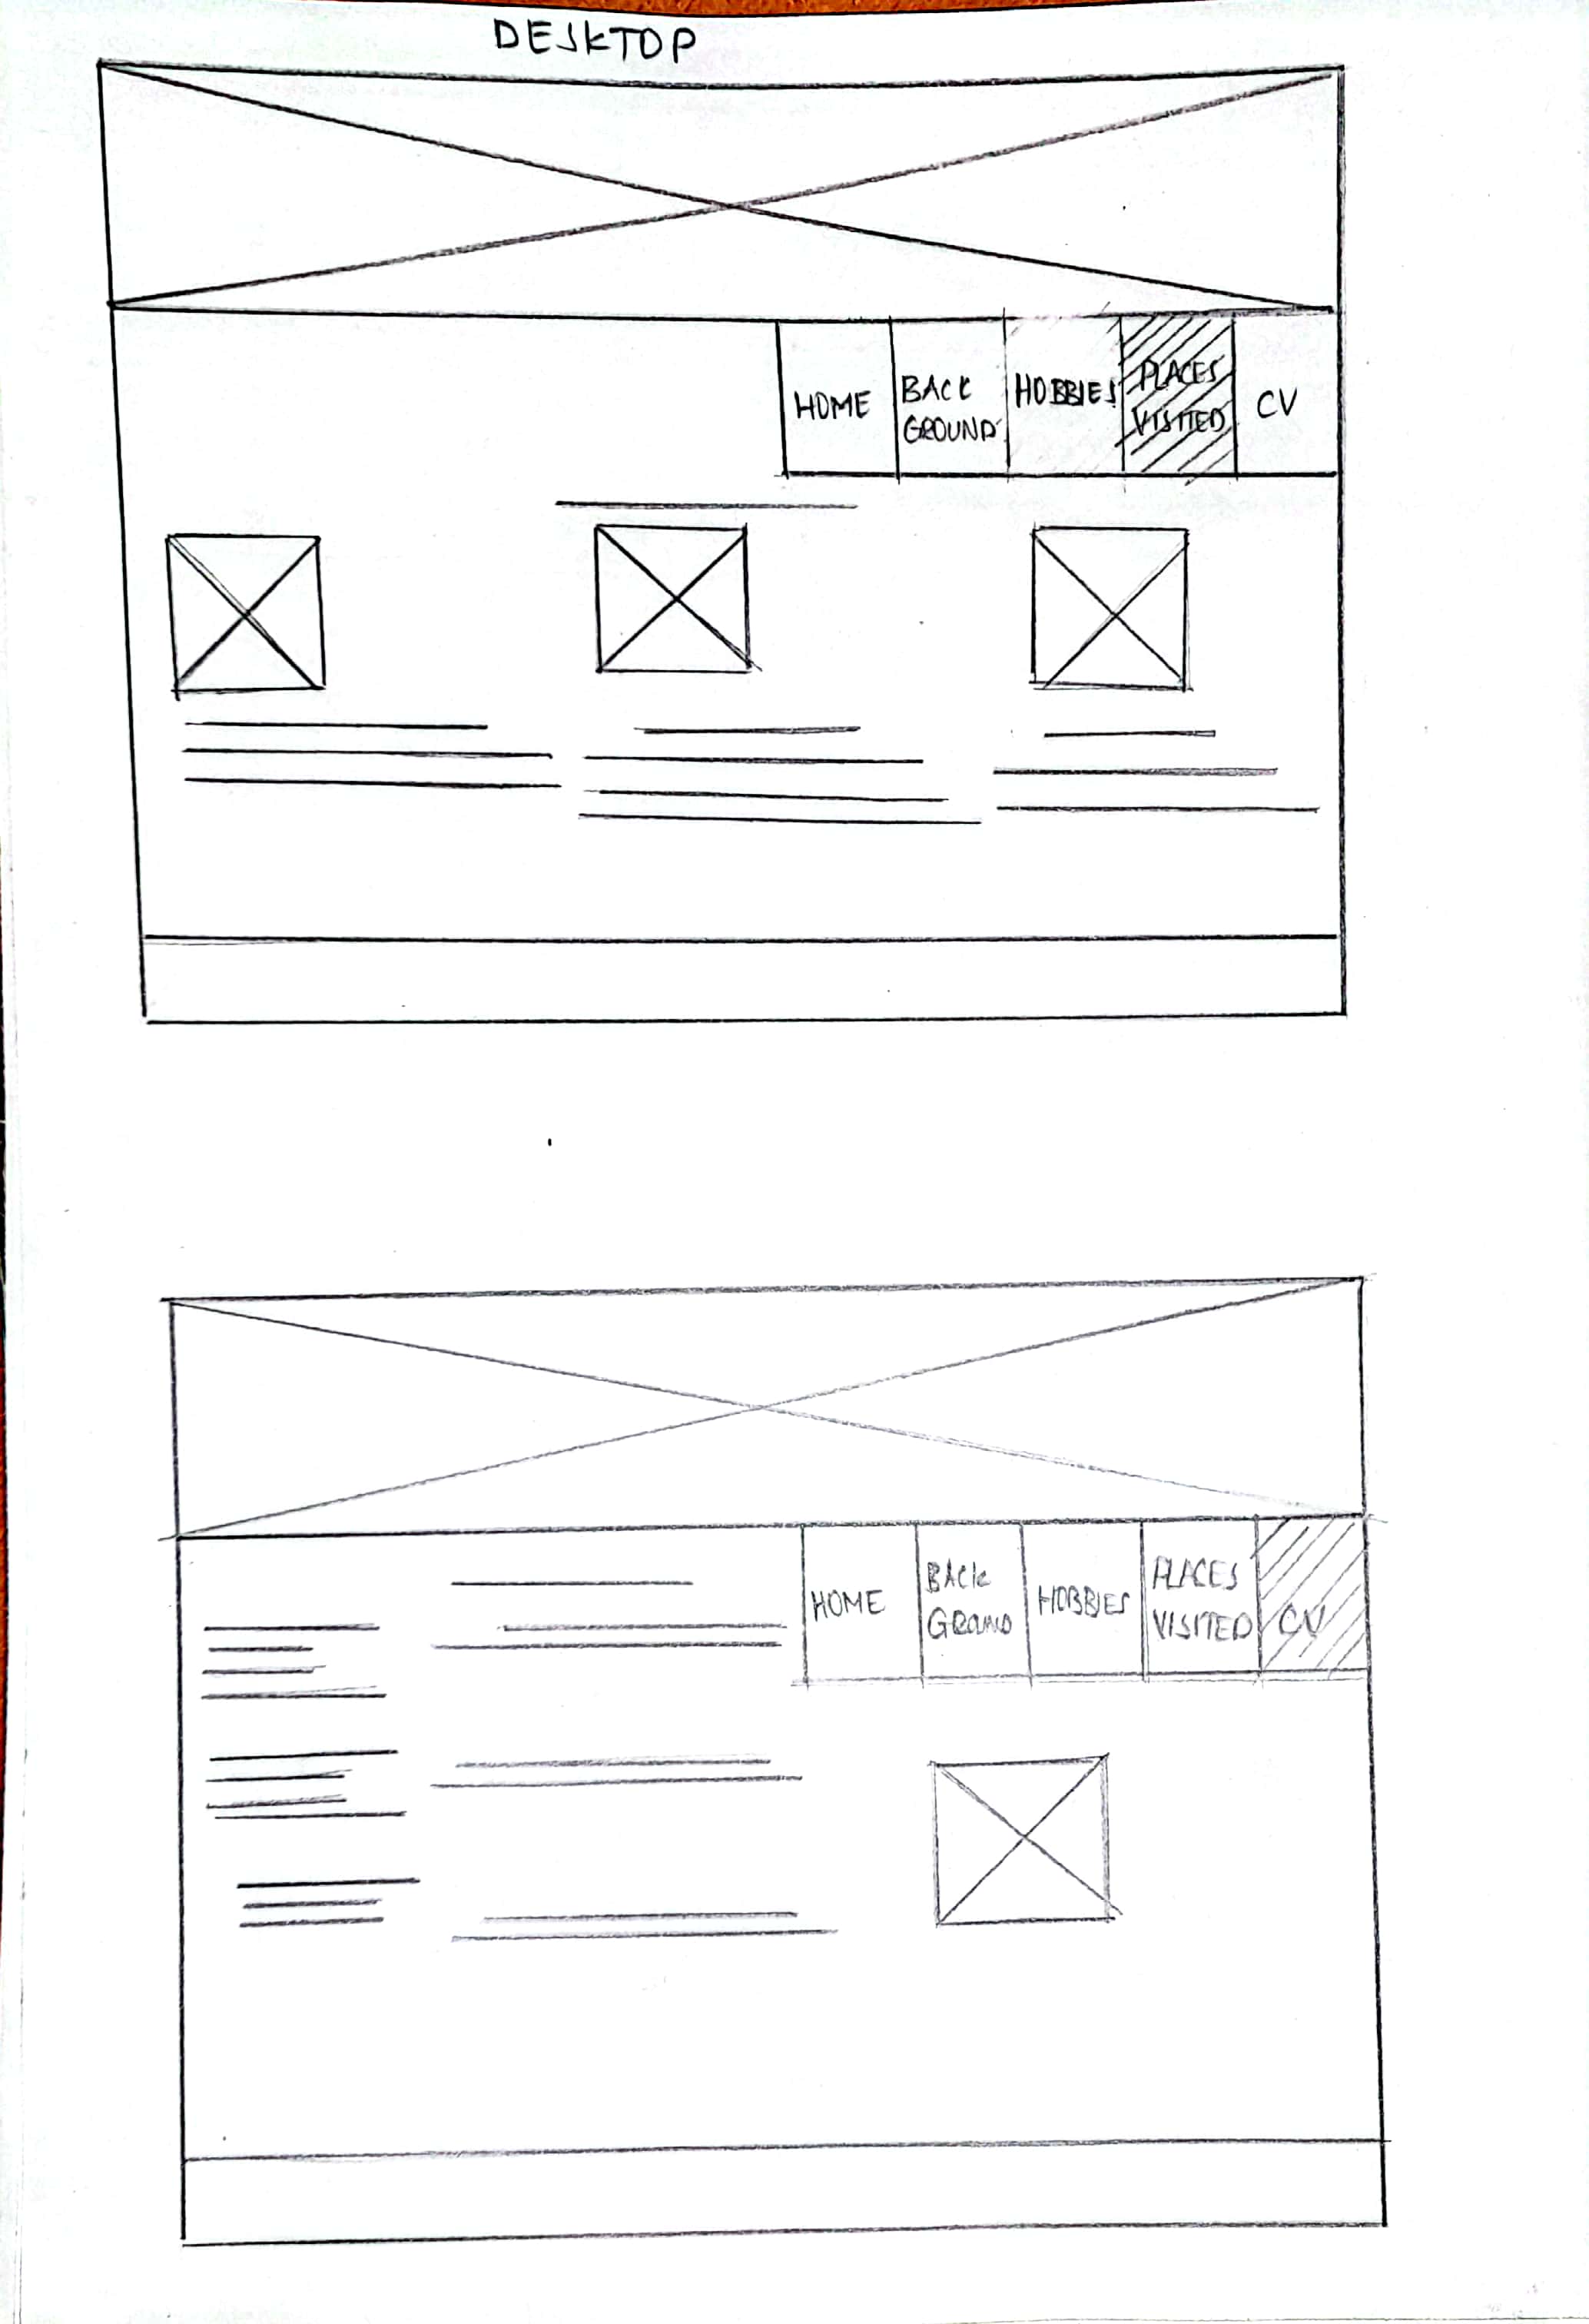 DESKTOP
HOME
BACK
GROUND
HOBBIES
PLACES
VISITED
CV
HOME
BACK
GROUND
HOBBIES
PLACES
VISITED
CV